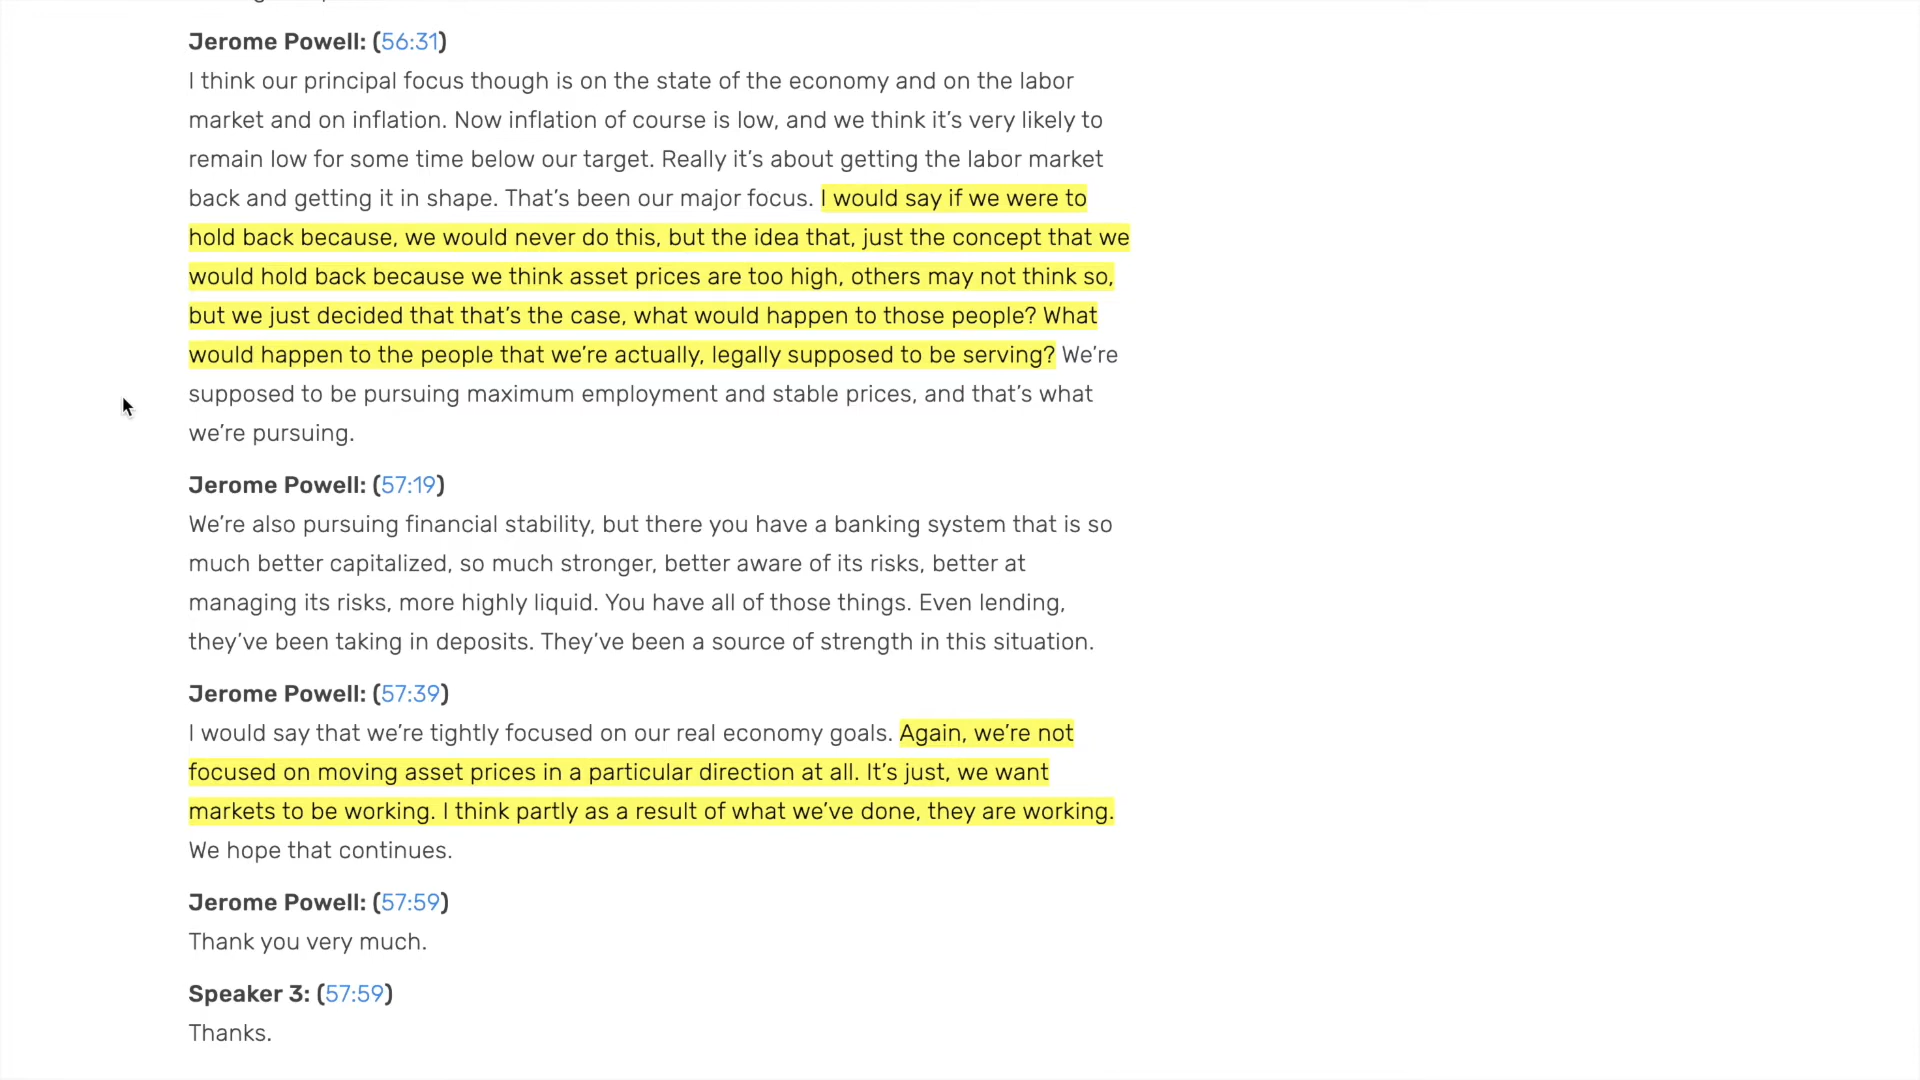 Jerome Powell: (56:31)
I think our principal focus though is on the state of the economy and on the labor
market and on inflation. Now inflation of course is low, and we think it’s very likely to
remain low for some time below our target. Really it’s about getting the labor market
back and getting it in shape. That’s been our major focus. I would say if we were to
hold back because, we would never do this, but the idea that, just the concept that we
would hold back because we think asset prices are too high, others may not think so,
but we just decided that that’s the case, what would happen to those people? What
would happen to the people that we’re actually, legally supposed to be serving? We’re
supposed to be pursuing maximum employment and stable prices, and that’s what
we’re pursuing.
Jerome Powell: (57:19)
We’re also pursuing financial stability, but there you have a banking system that is so
much better capitalized, so much stronger, better aware of its risks, better at
managing its risks, more highly liquid. You have all of those things. Even lending,
they’ve been taking in deposits. They’ve been a source of strength in this situation.
Jerome Powell: (57:39)
I would say that we’re tightly focused on our real economy goals. Again, we’re not
focused on moving asset prices in a particular direction at all. It’s just, we want
markets to be working. I think partly as a result of what we’ve done, they are working.
We hope that continues.
Jerome Powell: (57:59)
Thank you very much.
Speaker 3: (57:59)
Thanks.